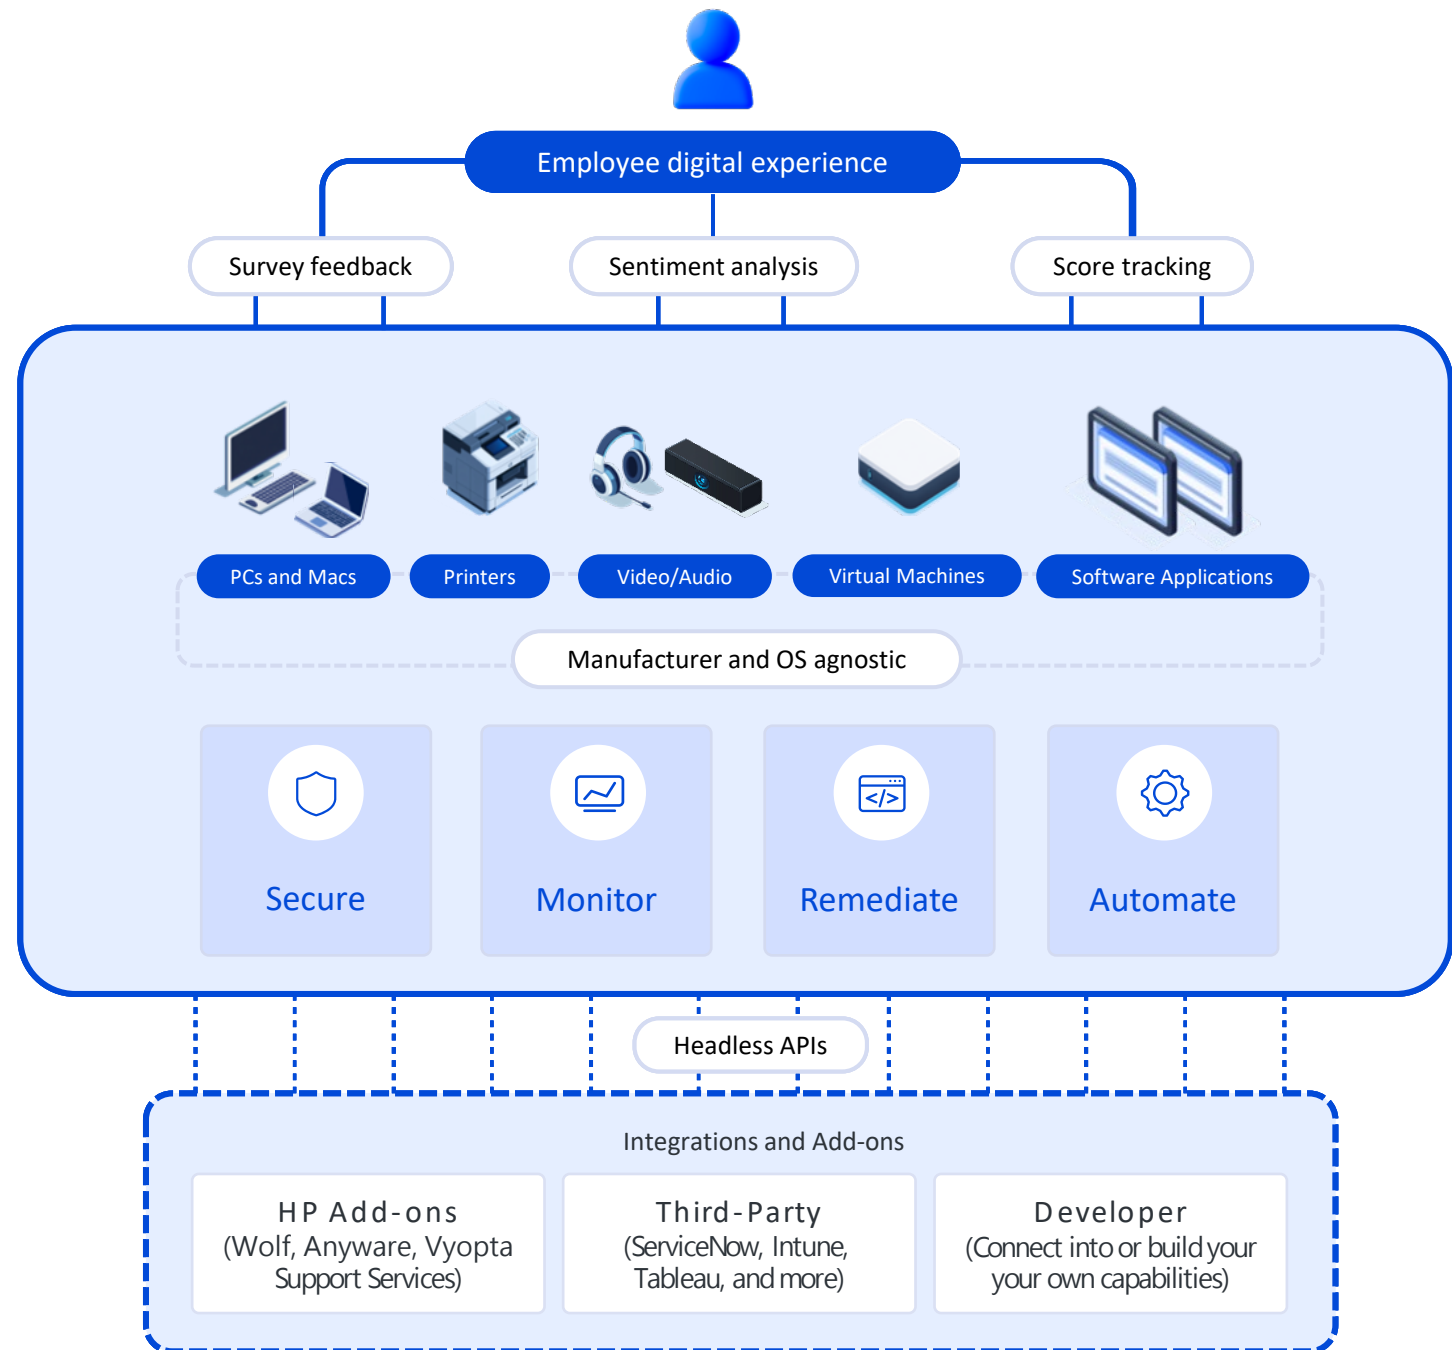 Employee digital experience
Survey feedback
Sentiment analysis
Score tracking
PCs and Macs
Printers
Video/Audio
Virtual Machines
Software Applications
Manufacturer and OS agnostic
Secure
Monitor
Remediate
Automate
Headless APIs
Integrations and Add-ons
HP Add-ons
(Wolf, Anyware, Vyopta
Support Services)
Third-Party
(ServiceNow, Intune,
Tableau, and more)
Developer
(Connect into or build your
your own capabilities)